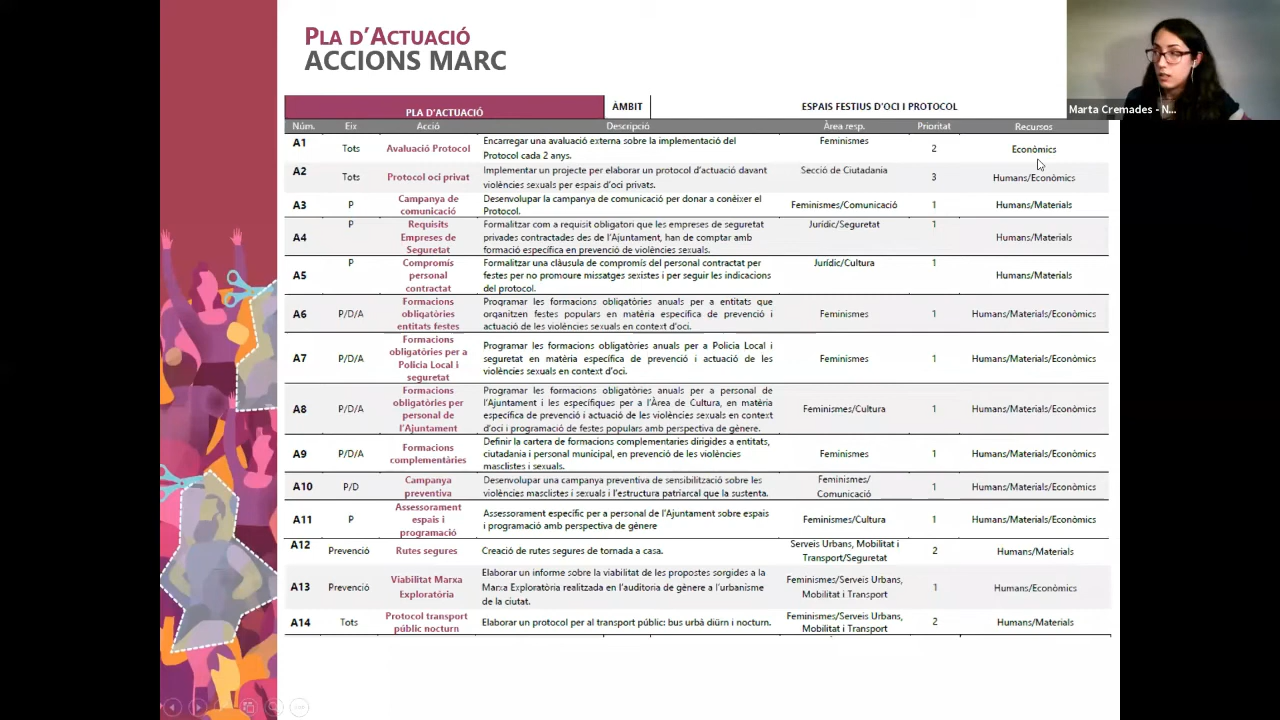 PLA D'ACTUACIÓ
ACCIONS MARC
Marta Cremades - N...
PLA D'ACTUACIÓ ÀMBIT ESPAIS FESTIUS D'OCI I PROTOCOL
Núm. Eix Acció Descripció Àrea resp. Prioritat Recursos
A1 Tots Avaluació Protocol Encarregar una avaluació externa sobre la implementació del Feminismes 2 Econòmics
Protocol cada 2 anys.
A2 Tots Protocol oci privat Implementar un projecte per elaborar un protocol d'actuació davant Secció de Ciutadania 3 Humans/Econòmics
violències sexuals per espais d'oci privats.
A3 P Campanya de Desenvolupar la campanya de comunicació per donar a conèixer el Feminismes/Comunicació 1 Humans/Materials
comunicació Protocol.
A4 P Requisits Formalitzar com a requisit obligatori que les empreses de seguretat Jurídic/Seguretat 1 Humans/Materials
Empreses de privades contractades des de l'Ajuntament, han de comptar amb
Seguretat formació específica en prevenció de violències sexuals.
A5 P Compromís Formalitzar una clàusula de compromís del personal contractat per Jurídic/Cultura 1 Humans/Materials
personal festes per no promoure missatges sexistes i per seguir les indicacions
contractat del protocol.
A6 P/D/A Formacions Programar les formacions obligatòries anuals per a entitats que Feminismes 1 Humans/Materials/Econòmics
obligatòries organitzen festes populars en matèria específica de prevenció i
entitats festes actuació de les violències sexuals en context d'oci.
A7 P/D/A Formacions Programar les formacions obligatòries anuals per a Policia Local i Feminismes 1 Humans/Materials/Econòmics
obligatòries per a seguretat en matèria específica de prevenció i actuació de les
Policia Local i violències sexuals en context d'oci.
seguretat
A8 P/D/A Formacions Programar les formacions obligatòries anuals per a personal de Feminismes/Cultura 1 Humans/Materials/Econòmics
obligatòries per l'Ajuntament i les específiques per a l'Àrea de Cultura, en matèria
personal de específica de prevenció i actuació de les violències sexuals en context
l'Ajuntament d'oci i programació de festes populars amb perspectiva de gènere.
A9 P/D/A Formacions Definir la cartera de formacions complementaries dirigides a entitats, Feminismes 1 Humans/Materials/Econòmics
complementàries ciutadania i personal municipal, en prevenció de les violències
masclistes i sexuals.
A10 P/D Campanya Desenvolupar una campanya preventiva de sensibilització sobre les Feminismes/ 1 Humans/Materials/Econòmics
preventiva violències masclistes i sexuals i l'estructura patriarcal que la sustenta. Comunicació
A11 P Assessorament Assessorament específic per a personal de l'Ajuntament sobre espais Feminismes/Cultura 1 Humans/Materials/Econòmics
espais i i programació amb perspectiva de gènere
programació
A12 Prevenció Rutes segures Creació de rutes segures de tornada a casa. Serveis Urbans, Mobilitat i 2 Humans/Materials
Transport/Seguretat
A13 Prevenció Viabilitat Marxa Elaborar un informe sobre la viabilitat de les propostes sorgides a la Feminismes/Serveis Urbans, 1 Humans/Econòmics
Exploratória Marxa Exploratòria realitzada en l'auditoria de gènere a l'urbanisme Mobilitat i Transport
de la ciutat.
A14 Tots Protocol transport Elaborar un protocol per al transport públic: bus urbà diürn i nocturn. Feminismes/Serveis Urbans, 2 Humans/Materials
públic nocturn Mobilitat i Transport